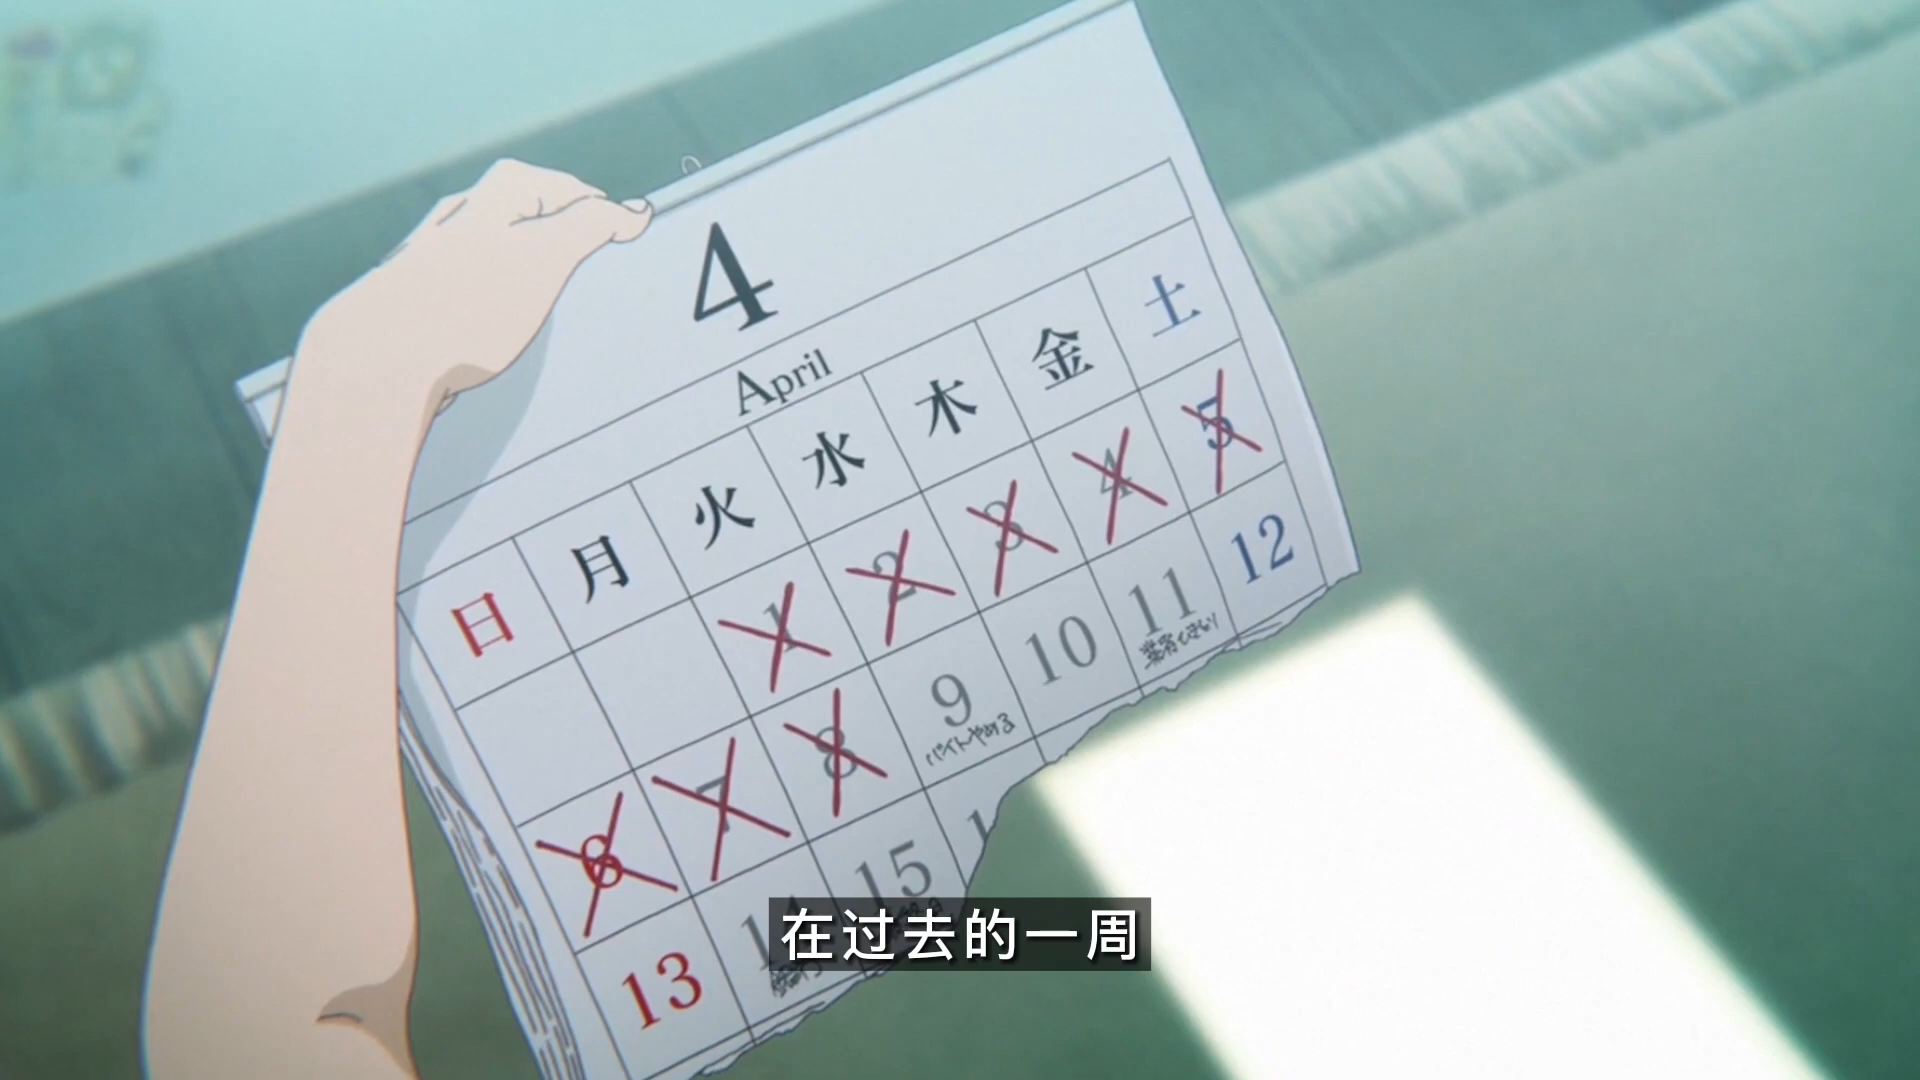 4
April
日 月 火 水 木 金 土
1 2 3 4 5
6 7 8 9 10 11 12
バイトやめる
13 14 15
在过去的一周